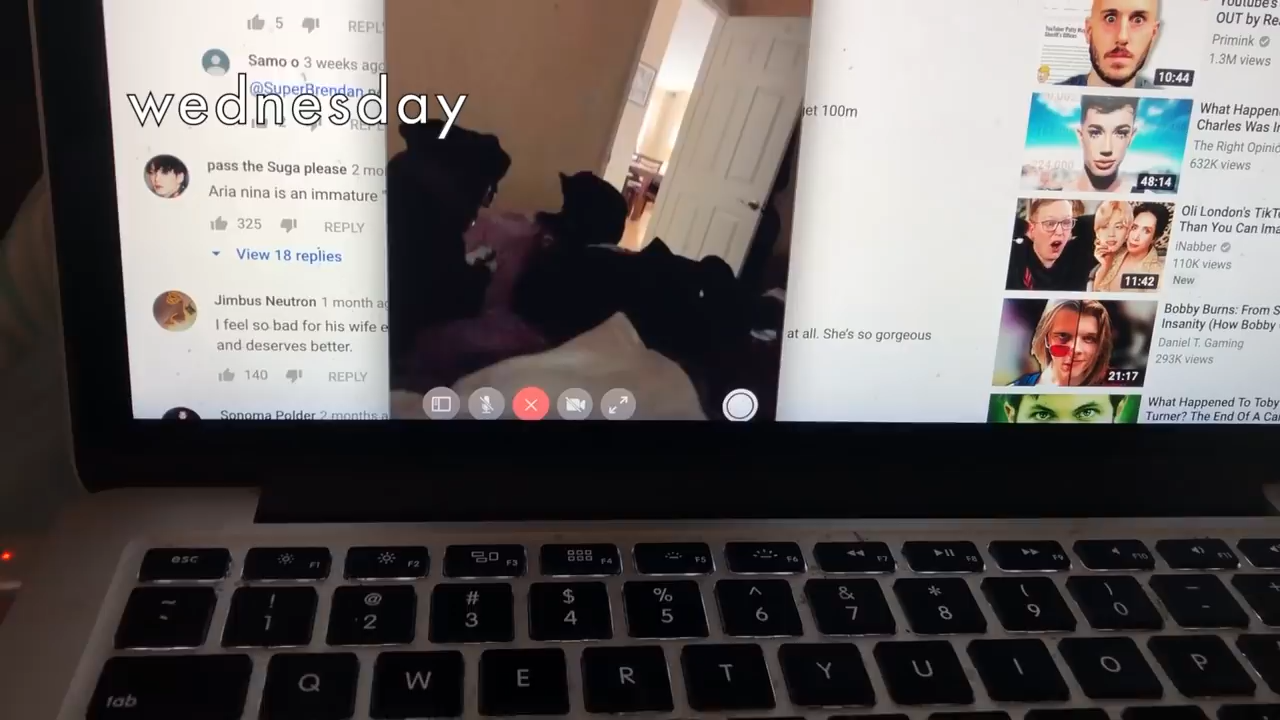 5
REPL
Samo o 3 weeks ago
@SuperBrendan
wednesday
REPL
pass the Suga please 2 mo
Aria nina is an immature "
325 REPLY
View 18 replies
Jimbus Neutron 1 month ag
I feel so bad for his wife e
and deserves better.
140 REPLY
Sonoma Polder 2 months a
et 100m
at all. She's so gorgeous
Youtube's
OUT by Re
Primink
1.3M views
10:44
What Happen
Charles Was In
The Right Opinio
632K views
48:14
Oli London's TikT
Than You Can Ima
iNabber
110K views
New
11:42
Bobby Burns: From S
Insanity (How Bobby
Daniel T. Gaming
293K views
21:17
What Happened To Toby
Turner? The End Of A Ca
esc F1 F2 F3 F4 F5 F6 F7 F8 F9 F10 F11
~ ! @ # $ % ^ & * ( ) _
` 1 2 3 4 5 6 7 8 9 0 -
tab Q W E R T Y U I O P